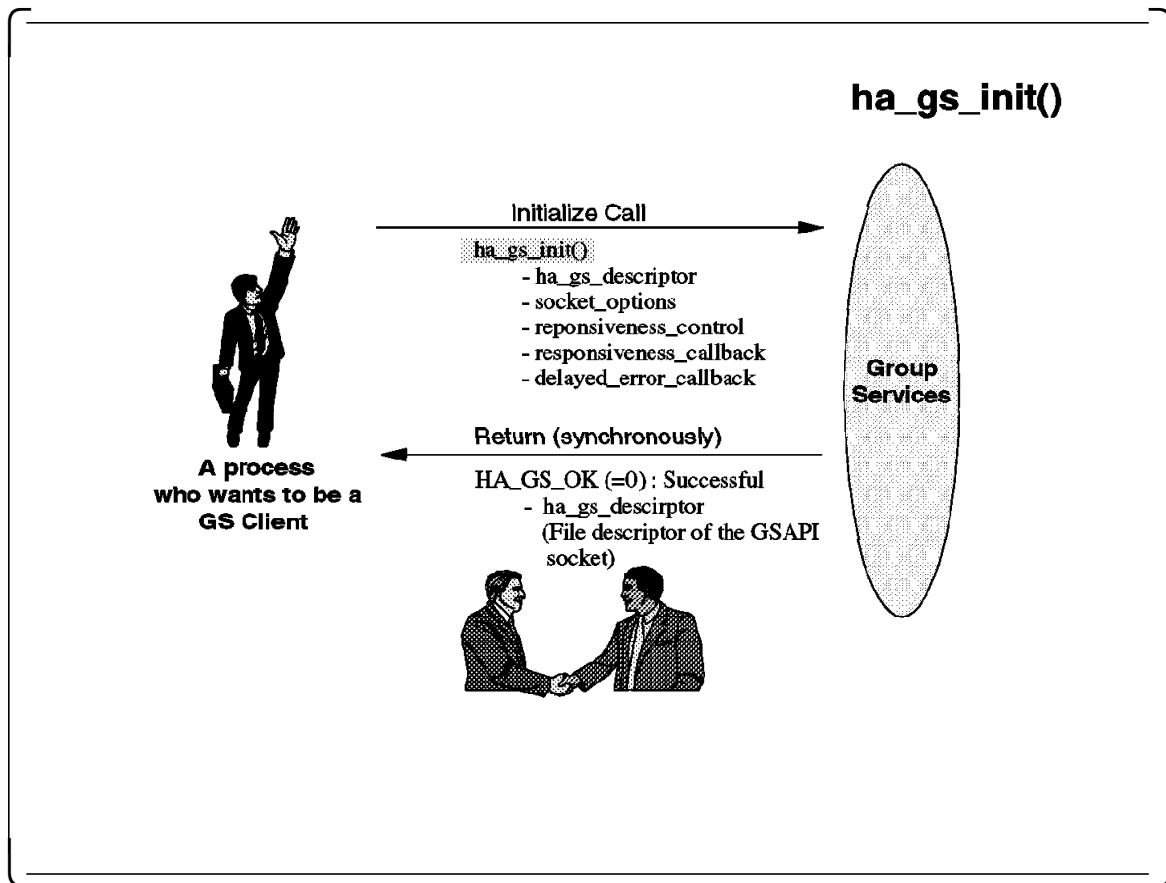 ha_gs_init()
Initialize Call
ha_gs_init()
- ha_gs_descriptor
- socket_options
- reponsiveness_control
- responsiveness_callback
- delayed_error_callback
Group
Services
Return (synchronously)
HA_GS_OK (=0) : Successful
- ha_gs_descirptor
(File descriptor of the GSAPI
socket)
A process
who wants to be a
GS Client